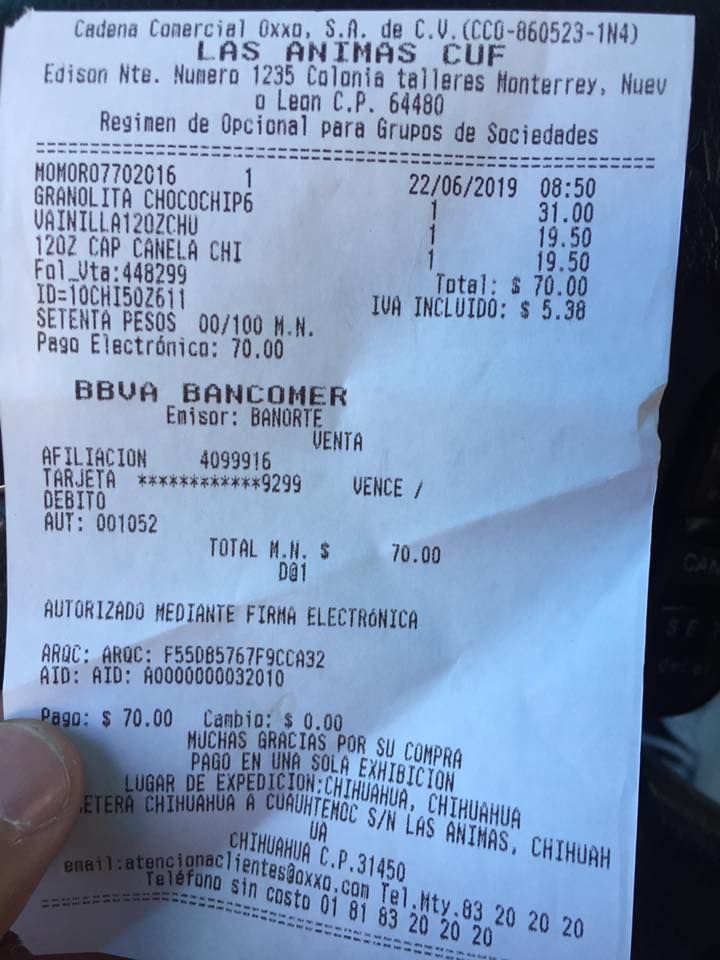 Cadena Comercial Oxxo, S.A. de C.V.(CCO-860523-1N4)
LAS ANIMAS CUF
Edison Nte. Numero 1235 Colonia talleres Monterrey, Nuev
o Leon C.P. 64480
Regimen de Opcional para Grupos de Sociedades
MOMORO7702016 1 22/06/2019 08:50
GRANOLITA CHOCOCHIP6 1 31.00
VAINILLA12OZCHU 1 19.50
12OZ CAP CANELA CHI 1 19.50
Fol_Vta:448299 Total: $ 70.00
ID=10CHI50Z611 IVA INCLUIDO: $ 5.38
SETENTA PESOS 00/100 M.N.
Pago Electrónico: 70.00
BBVA BANCOMER
Emisor: BANORTE
VENTA
AFILIACION 4099916
TARJETA ************9299 VENCE /
DEBITO
AUT: 001052
TOTAL M.N. $ 70.00
D@1
AUTORIZADO MEDIANTE FIRMA ELECTRóNICA
ARQC: ARQC: F55D85767F9CCA32
AID: AID: A0000000032010
Pago: $ 70.00 Cambio: $ 0.00
MUCHAS GRACIAS POR SU COMPRA
PAGO EN UNA SOLA EXHIBICION
LUGAR DE EXPEDICION:CHIHUAHUA, CHIHUAHUA
ETERA CHIHUAHUA A CUAUHTEMOC S/N LAS ANIMAS, CHIHUAH
UA
CHIHUAHUA C.P.31450
email:atencionaclientes@oxxo.com Tel.Mty.83 20 20 20
Teléfono sin costo 01 81 83 20 20 20